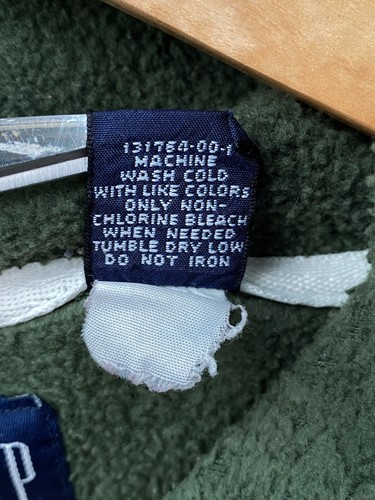 131764-00-1
MACHINE
WASH COLD
WITH LIKE COLORS
ONLY NON-
CHLORINE BLEACH
WHEN NEEDED
TUMBLE DRY LOW
DO NOT IRON
P